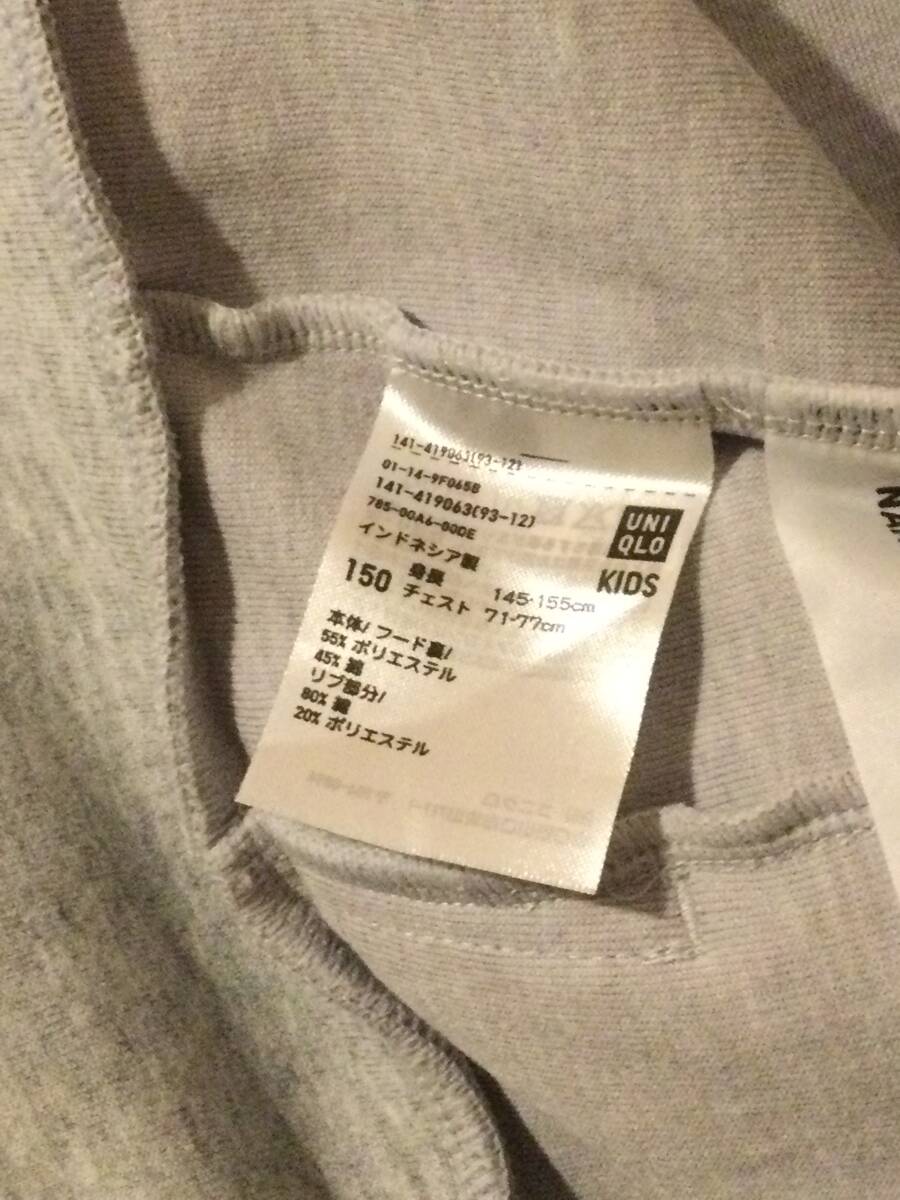 141-419063(93-12)
01-14-9F065B
141-419063(93-12)
785-00A6-00DE
インドネシア製
UNI
QLO
KIDS
150
身長 145-155cm
チェスト 71-77cm
本体/フード裏/
55% ポリエステル
45% 綿
リブ部分/
80% 綿
20% ポリエステル